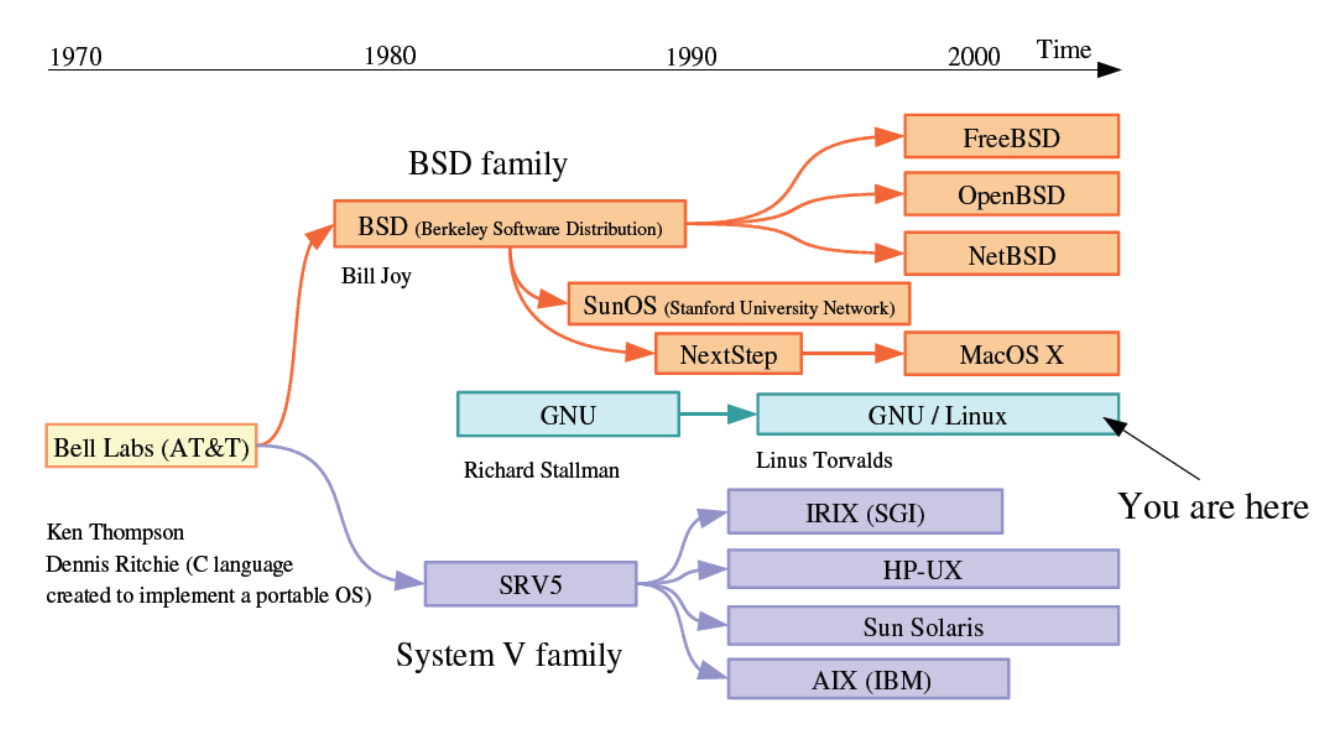 1970 1980 1990 2000 Time
FreeBSD
BSD family
OpenBSD
BSD (Berkeley Software Distribution)
NetBSD
Bill Joy
SunOS (Stanford University Network)
NextStep
MacOS X
GNU
GNU / Linux
Bell Labs (AT&T)
Richard Stallman
Linus Torvalds
You are here
IRIX (SGI)
Ken Thompson
Dennis Ritchie (C language
created to implement a portable OS)
SRV5
HP-UX
Sun Solaris
System V family
AIX (IBM)